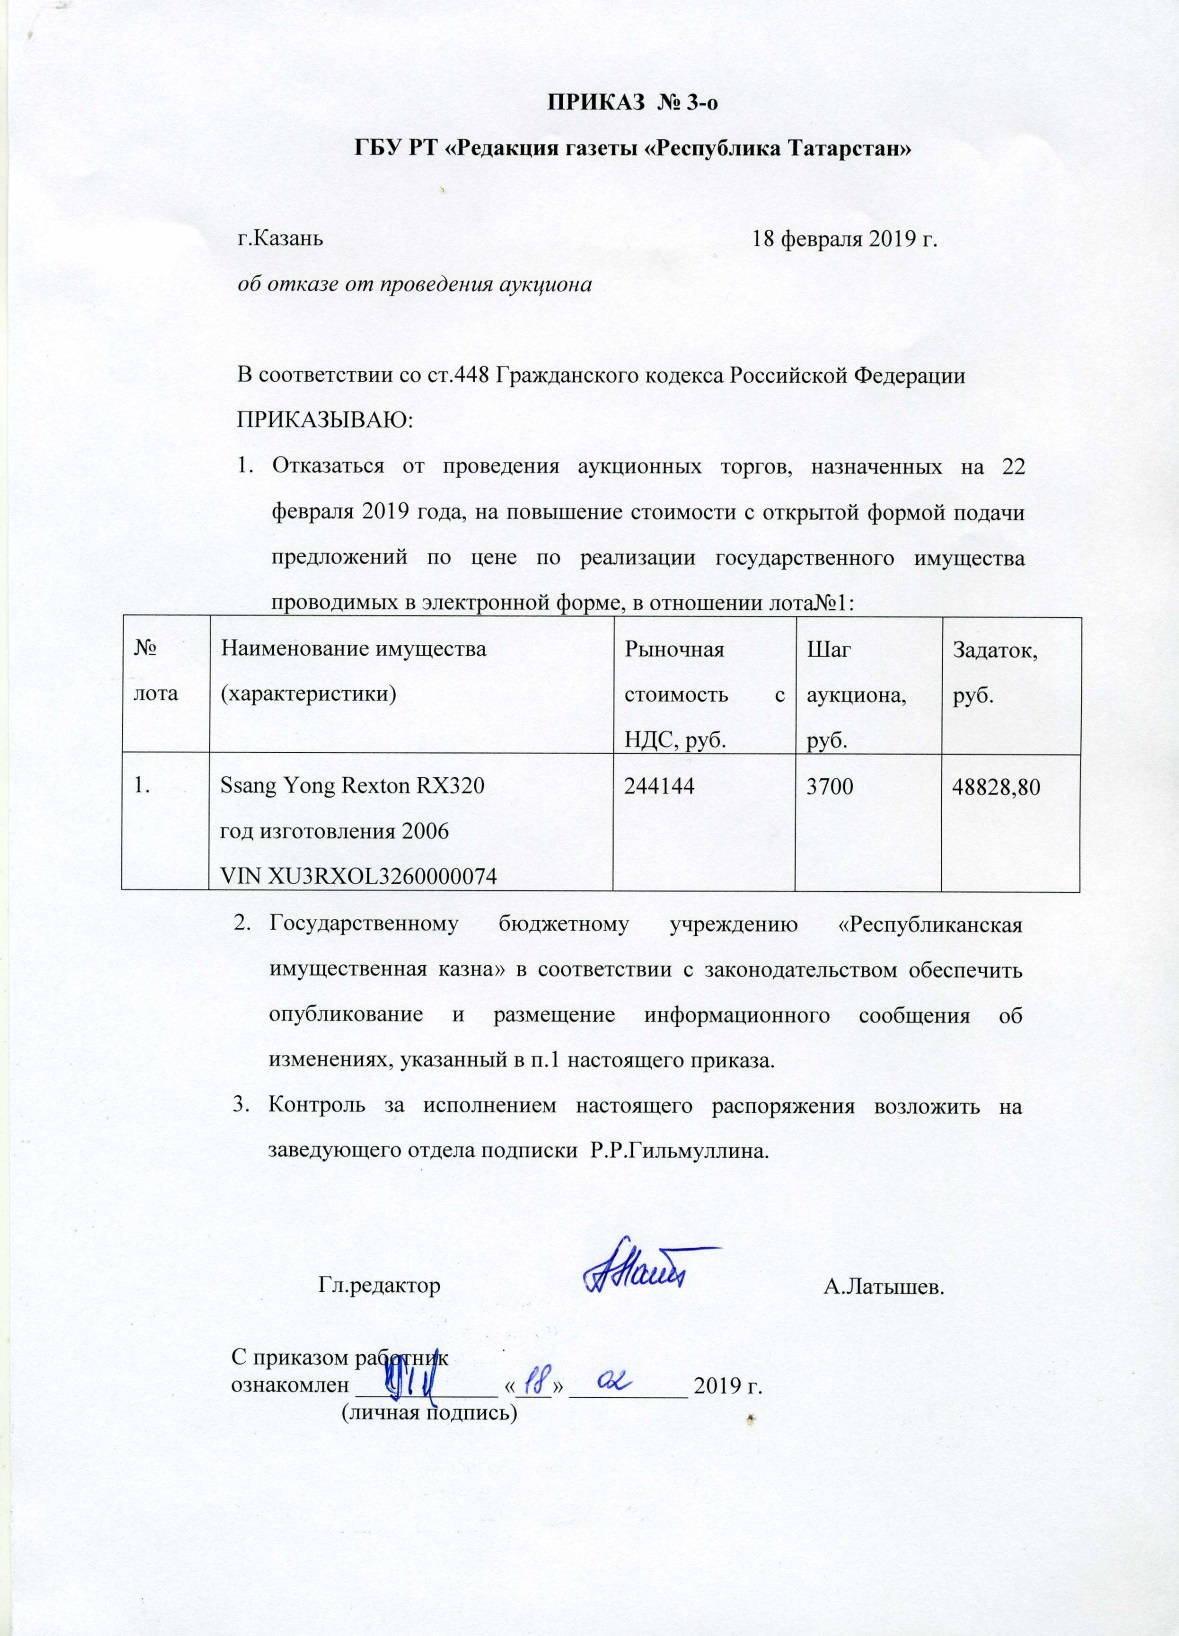 ПРИКАЗ № 3-о
ГБУ РТ «Редакция газеты «Республика Татарстан»
г.Казань 18 февраля 2019 г.
об отказе от проведения аукциона
В соответствии со ст.448 Гражданского кодекса Российской Федерации
ПРИКАЗЫВАЮ:
1. Отказаться от проведения аукционных торгов, назначенных на 22
февраля 2019 года, на повышение стоимости с открытой формой подачи
предложений по цене по реализации государственного имущества
проводимых в электронной форме, в отношении лота№1:
№ Наименование имущества Рыночная Шаг Задаток,
лота (характеристики) стоимость с аукциона, руб.
НДС, руб. руб.
1. Ssang Yong Rexton RX320 244144 3700 48828,80
год изготовления 2006
VIN XU3RXOL3260000074
2. Государственному бюджетному учреждению «Республиканская
имущественная казна» в соответствии с законодательством обеспечить
опубликование и размещение информационного сообщения об
изменениях, указанный в п.1 настоящего приказа.
3. Контроль за исполнением настоящего распоряжения возложить на
заведующего отдела подписки Р.Р.Гильмуллина.
Гл.редактор А.Латышев.
С приказом работник
ознакомлен ____________ «18» 02 2019 г.
(личная подпись)